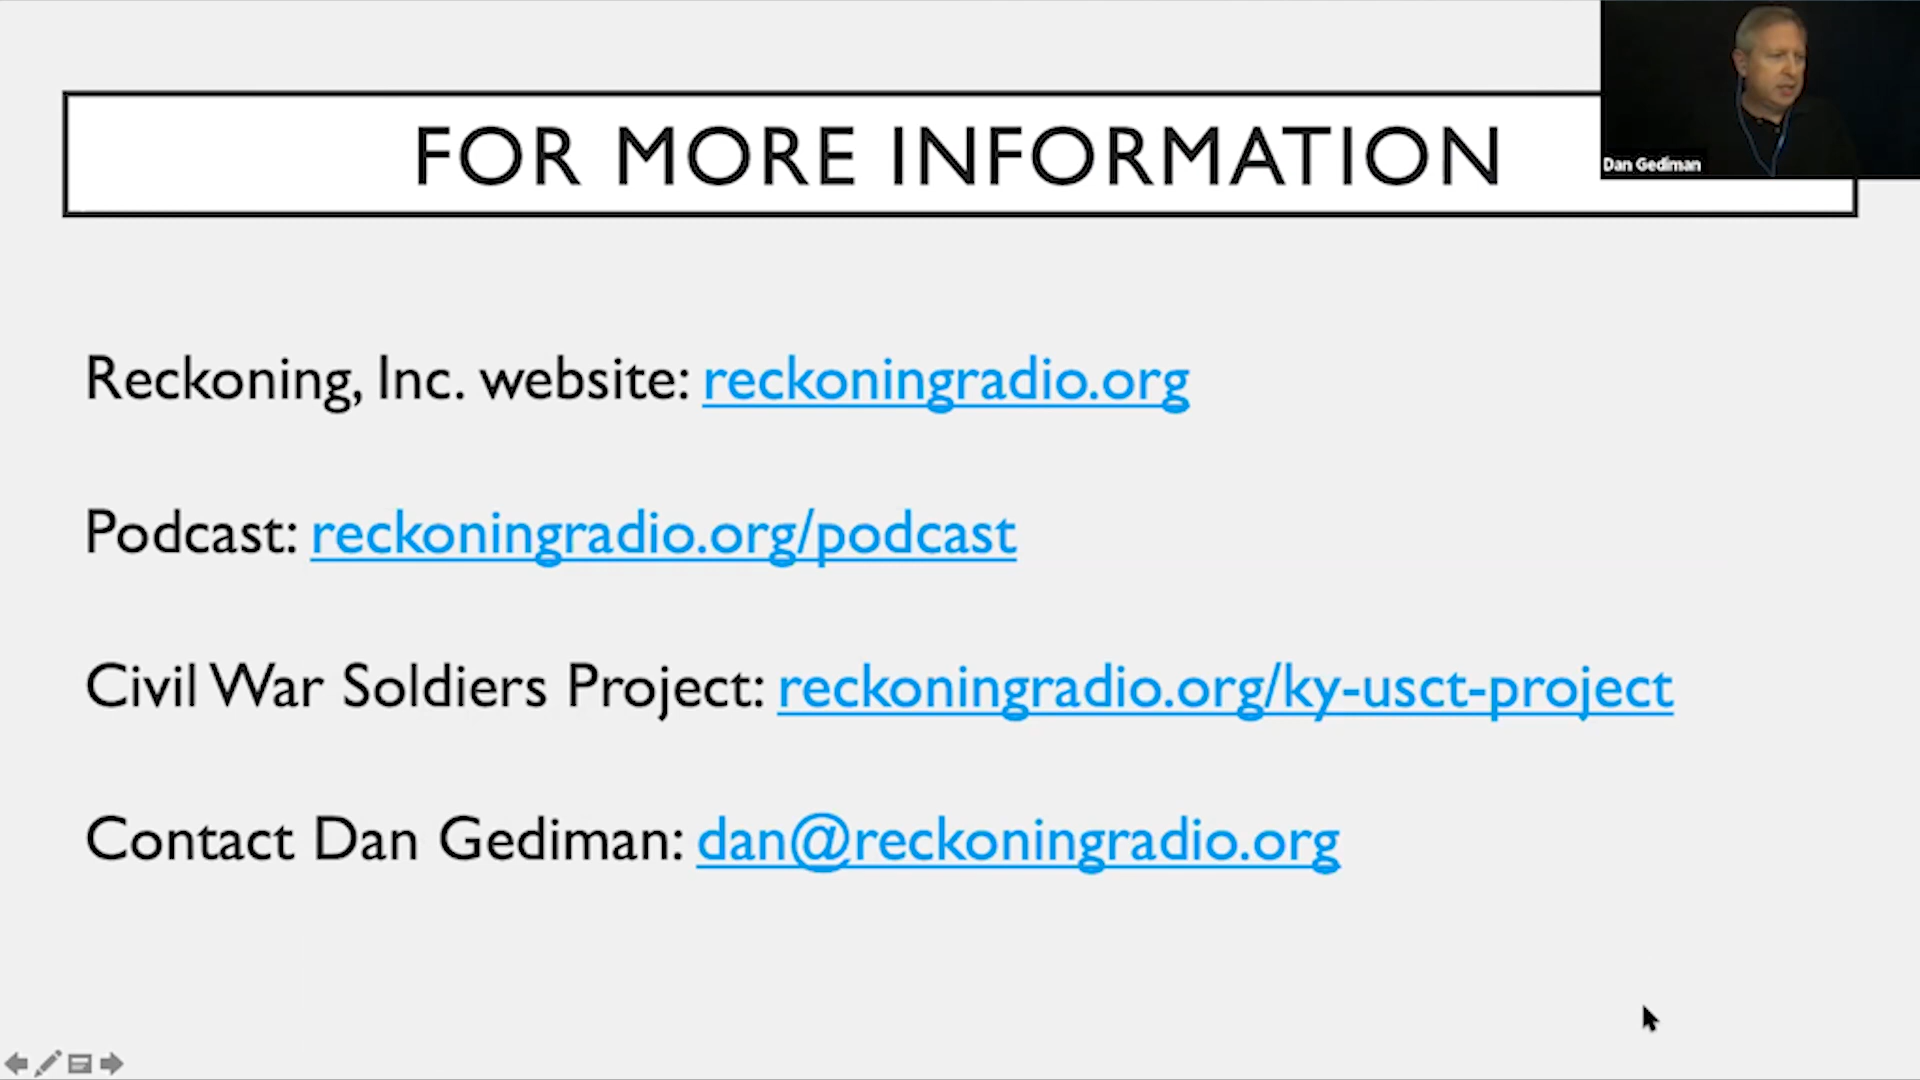 FOR MORE INFORMATION
Dan Gediman
Reckoning, Inc. website: reckoningradio.org
Podcast: reckoningradio.org/podcast
Civil War Soldiers Project: reckoningradio.org/ky-usct-project
Contact Dan Gediman: dan@reckoningradio.org